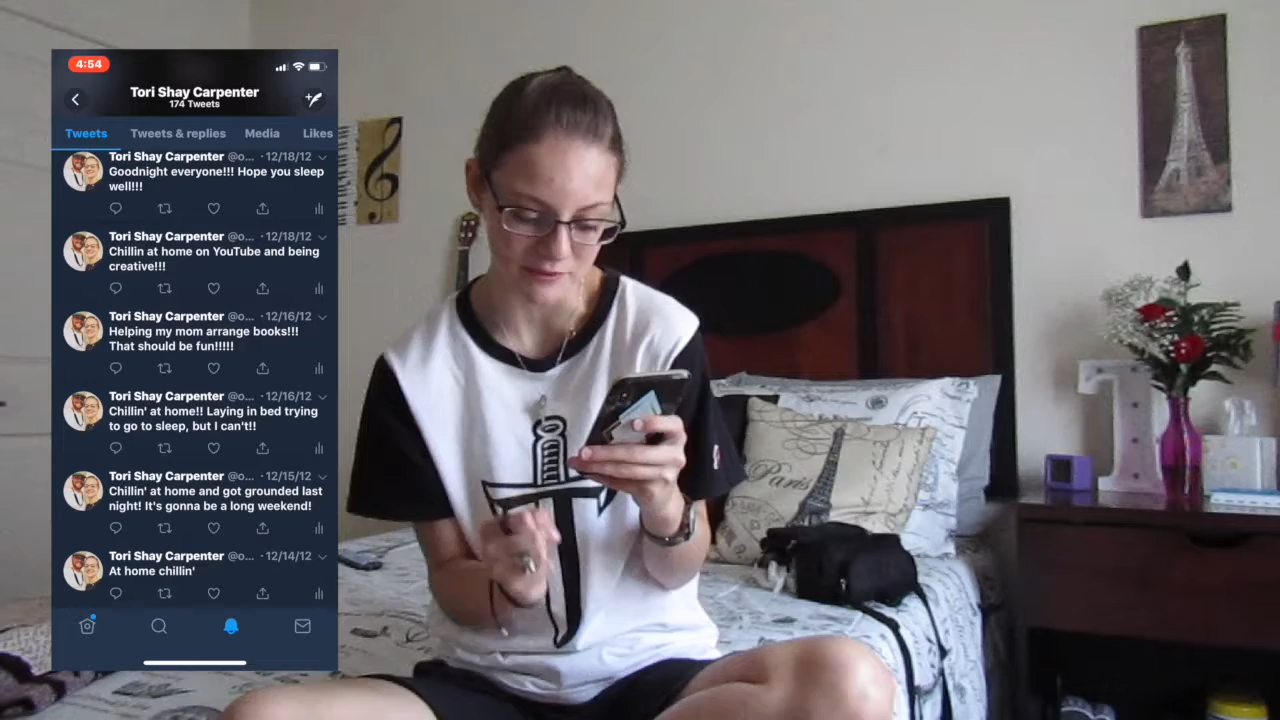 4:54
Tori Shay Carpenter
174 Tweets
Tweets Tweets & replies Media Likes
Tori Shay Carpenter @o... · 12/18/12
Goodnight everyone!!! Hope you sleep
well!!!
Tori Shay Carpenter @o... · 12/18/12
Chillin at home on YouTube and being
creative!!!
Tori Shay Carpenter @o... · 12/16/12
Helping my mom arrange books!!!
That should be fun!!!!!
Tori Shay Carpenter @o... · 12/16/12
Chillin' at home!! Laying in bed trying
to go to sleep, but I can't!!
Tori Shay Carpenter @o... · 12/15/12
Chillin' at home and got grounded last
night! It's gonna be a long weekend!
Tori Shay Carpenter @o... · 12/14/12
At home chillin'
Paris
T